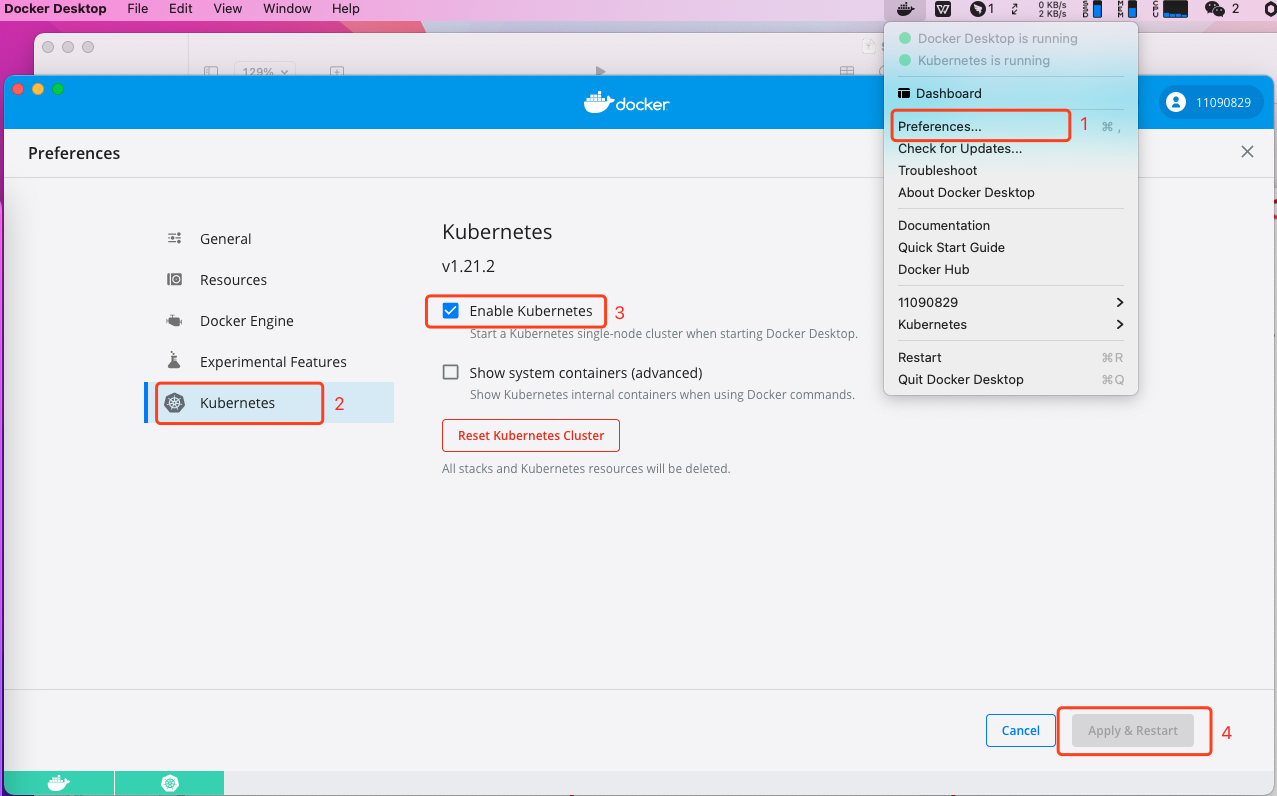 Docker Desktop File Edit View Window Help
1 0 KB/s 2 KB/s SSD MEM CPU 2
129%
docker
11090829
Docker Desktop is running
Kubernetes is running
Dashboard
Preferences... 1 ⌘ ,
Check for Updates...
Troubleshoot
About Docker Desktop
Documentation
Quick Start Guide
Docker Hub
11090829
Kubernetes
Restart ⌘R
Quit Docker Desktop ⌘Q
Preferences
General
Resources
Docker Engine
Experimental Features
Kubernetes 2
Kubernetes
v1.21.2
Enable Kubernetes 3
Start a Kubernetes single-node cluster when starting Docker Desktop.
Show system containers (advanced)
Show Kubernetes internal containers when using Docker commands.
Reset Kubernetes Cluster
All stacks and Kubernetes resources will be deleted.
Cancel
Apply & Restart 4